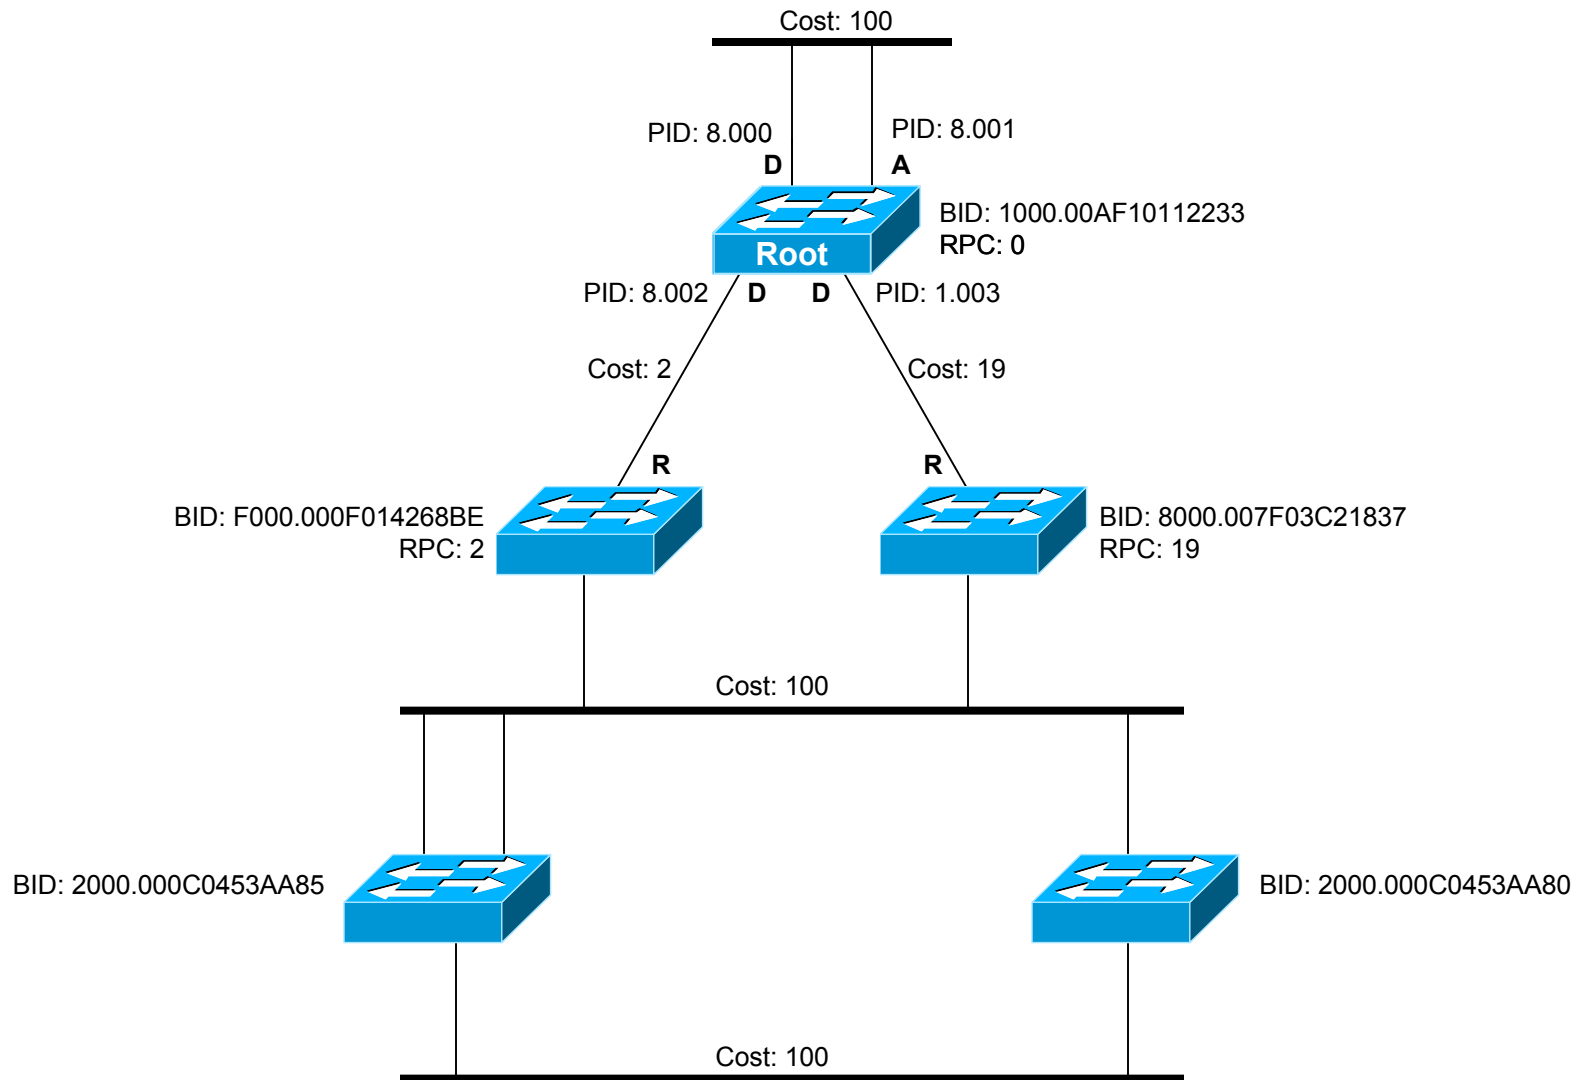 Cost: 100
PID: 8.000
PID: 8.001
D
A
BID: 1000.00AF10112233
RPC: 0
Root
PID: 8.002
D
D
PID: 1.003
Cost: 2
Cost: 19
R
R
BID: F000.000F014268BE
RPC: 2
BID: 8000.007F03C21837
RPC: 19
Cost: 100
BID: 2000.000C0453AA85
BID: 2000.000C0453AA80
Cost: 100